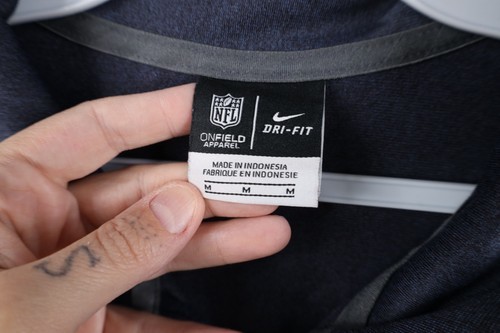 NFL
ONFIELD
APPAREL
DRI-FIT
MADE IN INDONESIA
FABRIQUE EN INDONESIE
M M M